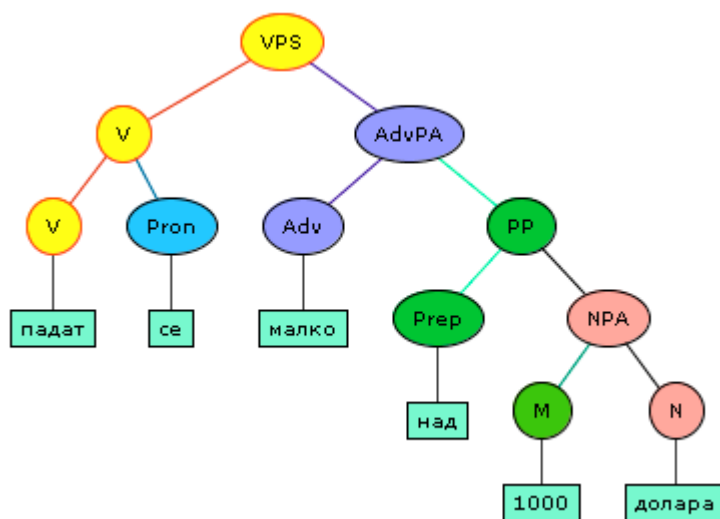 VPS
V AdvPA
V Pron Adv PP
падат се малко Prep NPA
над M N
1000 долара